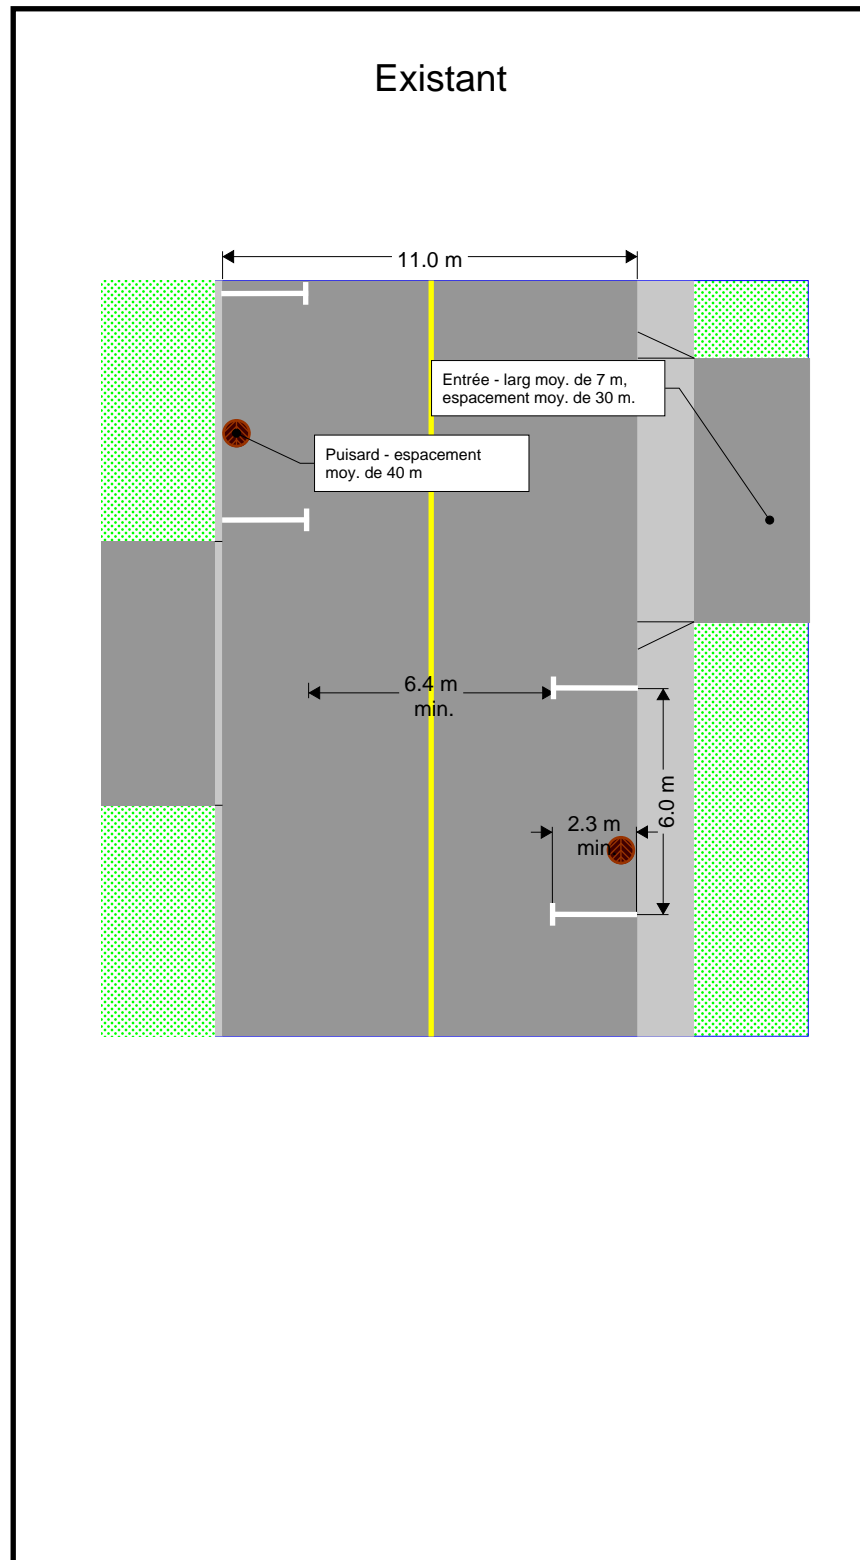 Existant
11.0 m
Entrée - larg moy. de 7 m,
espacement moy. de 30 m.
Puisard - espacement
moy. de 40 m
6.4 m
min.
6.0 m
2.3 m
min.